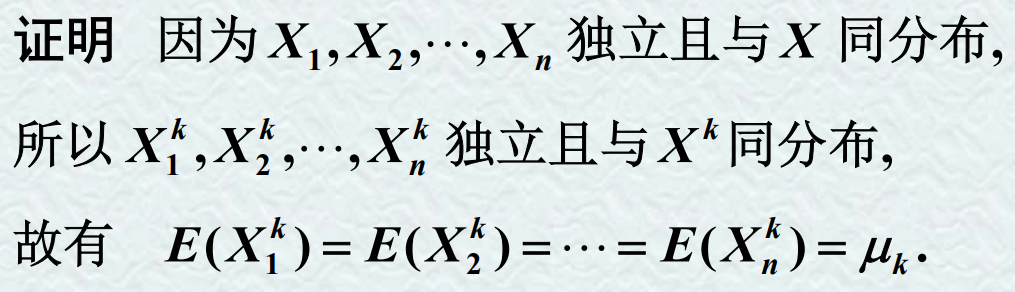 证明 因为 X₁, X₂, ⋯, Xₙ 独立且与 X 同分布,
所以 X₁ᵏ, X₂ᵏ, ⋯, Xₙᵏ 独立且与 Xᵏ 同分布,
故有 E(X₁ᵏ) = E(X₂ᵏ) = ⋯ = E(Xₙᵏ) = μₖ.